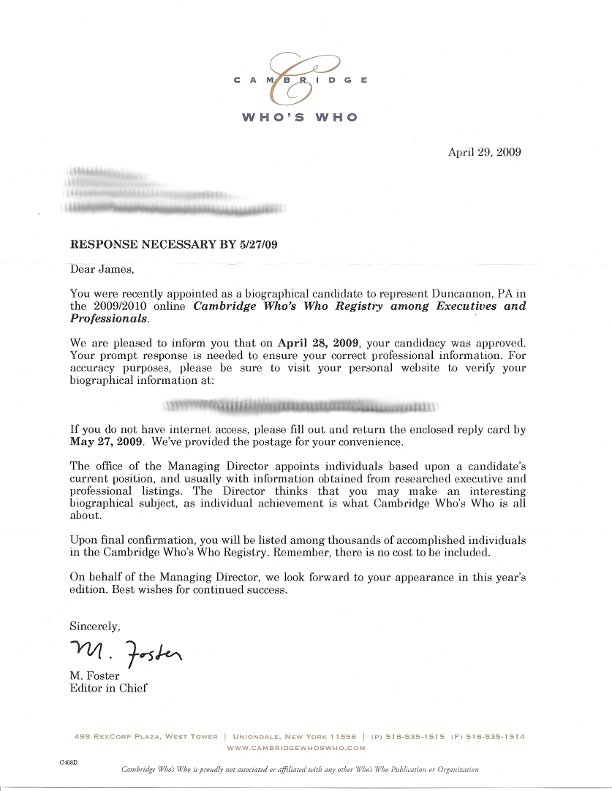 CAMBRIDGE
WHO'S WHO
April 29, 2009
RESPONSE NECESSARY BY 5/27/09
Dear James,
You were recently appointed as a biographical candidate to represent Duncannon, PA in
the 2009/2010 online Cambridge Who's Who Registry among Executives and
Professionals.
We are pleased to inform you that on April 28, 2009, your candidacy was approved.
Your prompt response is needed to ensure your correct professional information. For
accuracy purposes, please be sure to visit your personal website to verify your
biographical information at:
If you do not have internet access, please fill out and return the enclosed reply card by
May 27, 2009. We've provided the postage for your convenience.
The office of the Managing Director appoints individuals based upon a candidate's
current position, and usually with information obtained from researched executive and
professional listings. The Director thinks that you may make an interesting
biographical subject, as individual achievement is what Cambridge Who's Who is all
about.
Upon final confirmation, you will be listed among thousands of accomplished individuals
in the Cambridge Who's Who Registry. Remember, there is no cost to be included.
On behalf of the Managing Director, we look forward to your appearance in this year's
edition. Best wishes for continued success.
Sincerely,
M. Foster
M. Foster
Editor in Chief
498 RexCorp Plaza, West Tower | Uniondale, New York 11556 | (P) 516-535-1515 (F) 516-535-1514
www.cambridgewhoswho.com
C408D
Cambridge Who's Who is proudly not associated or affiliated with any other Who's Who Publication or Organization